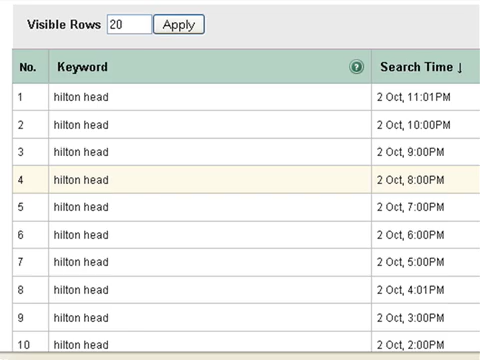 Visible Rows 20 Apply
No. Keyword ? Search Time ↓
1 hilton head 2 Oct, 11:01PM
2 hilton head 2 Oct, 10:00PM
3 hilton head 2 Oct, 9:00PM
4 hilton head 2 Oct, 8:00PM
5 hilton head 2 Oct, 7:00PM
6 hilton head 2 Oct, 6:00PM
7 hilton head 2 Oct, 5:00PM
8 hilton head 2 Oct, 4:01PM
9 hilton head 2 Oct, 3:00PM
10 hilton head 2 Oct, 2:00PM